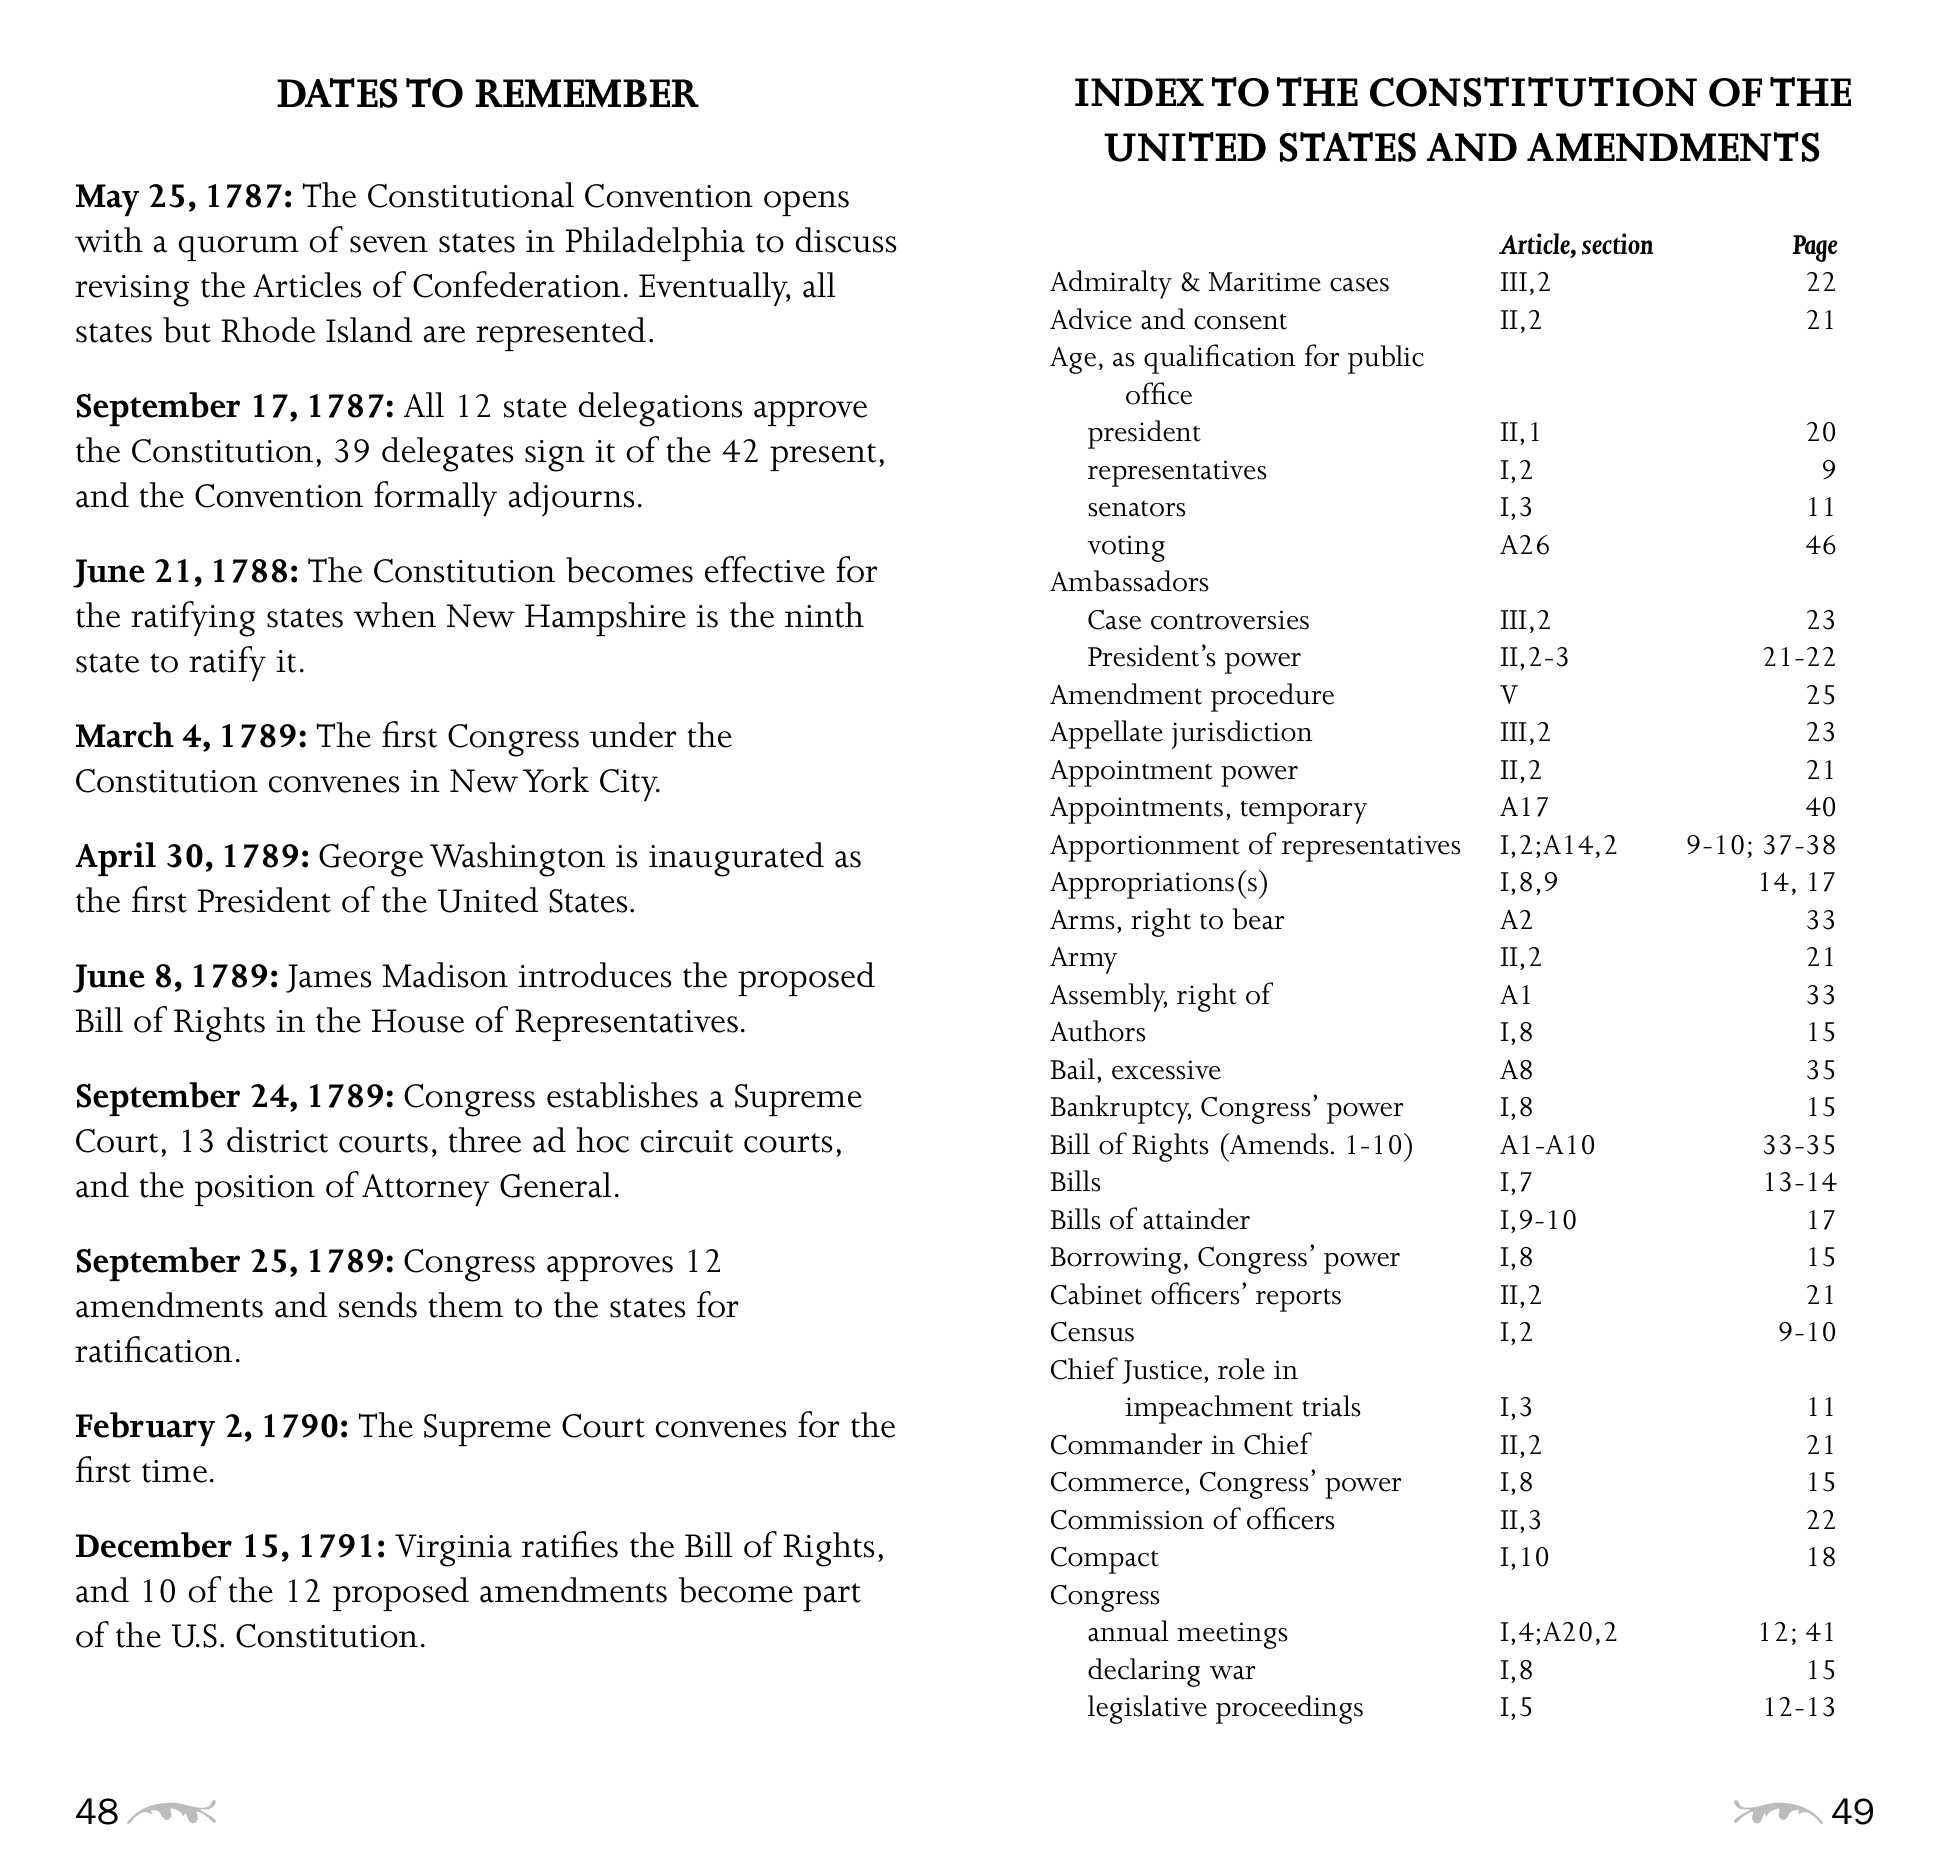 DATES TO REMEMBER
May 25, 1787: The Constitutional Convention opens
with a quorum of seven states in Philadelphia to discuss
revising the Articles of Confederation. Eventually, all
states but Rhode Island are represented.
September 17, 1787: All 12 state delegations approve
the Constitution, 39 delegates sign it of the 42 present,
and the Convention formally adjourns.
June 21, 1788: The Constitution becomes effective for
the ratifying states when New Hampshire is the ninth
state to ratify it.
March 4, 1789: The first Congress under the
Constitution convenes in New York City.
April 30, 1789: George Washington is inaugurated as
the first President of the United States.
June 8, 1789: James Madison introduces the proposed
Bill of Rights in the House of Representatives.
September 24, 1789: Congress establishes a Supreme
Court, 13 district courts, three ad hoc circuit courts,
and the position of Attorney General.
September 25, 1789: Congress approves 12
amendments and sends them to the states for
ratification.
February 2, 1790: The Supreme Court convenes for the
first time.
December 15, 1791: Virginia ratifies the Bill of Rights,
and 10 of the 12 proposed amendments become part
of the U.S. Constitution.
48
INDEX TO THE CONSTITUTION OF THE
UNITED STATES AND AMENDMENTS
Article, section Page
Admiralty & Maritime cases III,2 22
Advice and consent II,2 21
Age, as qualification for public
office
president II,1 20
representatives I,2 9
senators I,3 11
voting A26 46
Ambassadors
Case controversies III,2 23
President’s power II,2-3 21-22
Amendment procedure V 25
Appellate jurisdiction III,2 23
Appointment power II,2 21
Appointments, temporary A17 40
Apportionment of representatives I,2;A14,2 9-10; 37-38
Appropriations(s) I,8,9 14, 17
Arms, right to bear A2 33
Army II,2 21
Assembly, right of A1 33
Authors I,8 15
Bail, excessive A8 35
Bankruptcy, Congress’ power I,8 15
Bill of Rights (Amends. 1-10) A1-A10 33-35
Bills I,7 13-14
Bills of attainder I,9-10 17
Borrowing, Congress’ power I,8 15
Cabinet officers’ reports II,2 21
Census I,2 9-10
Chief Justice, role in
impeachment trials I,3 11
Commander in Chief II,2 21
Commerce, Congress’ power I,8 15
Commission of officers II,3 22
Compact I,10 18
Congress
annual meetings I,4;A20,2 12; 41
declaring war I,8 15
legislative proceedings I,5 12-13
49